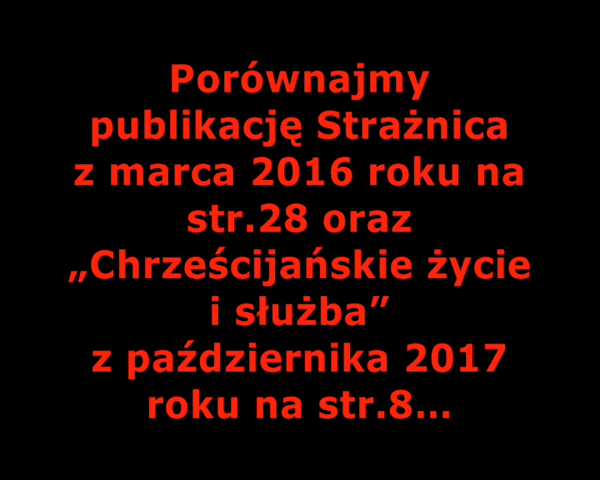 Porównajmy
publikację Strażnica
z marca 2016 roku na
str.28 oraz
„Chrześcijańskie życie
i służba”
z października 2017
roku na str.8...